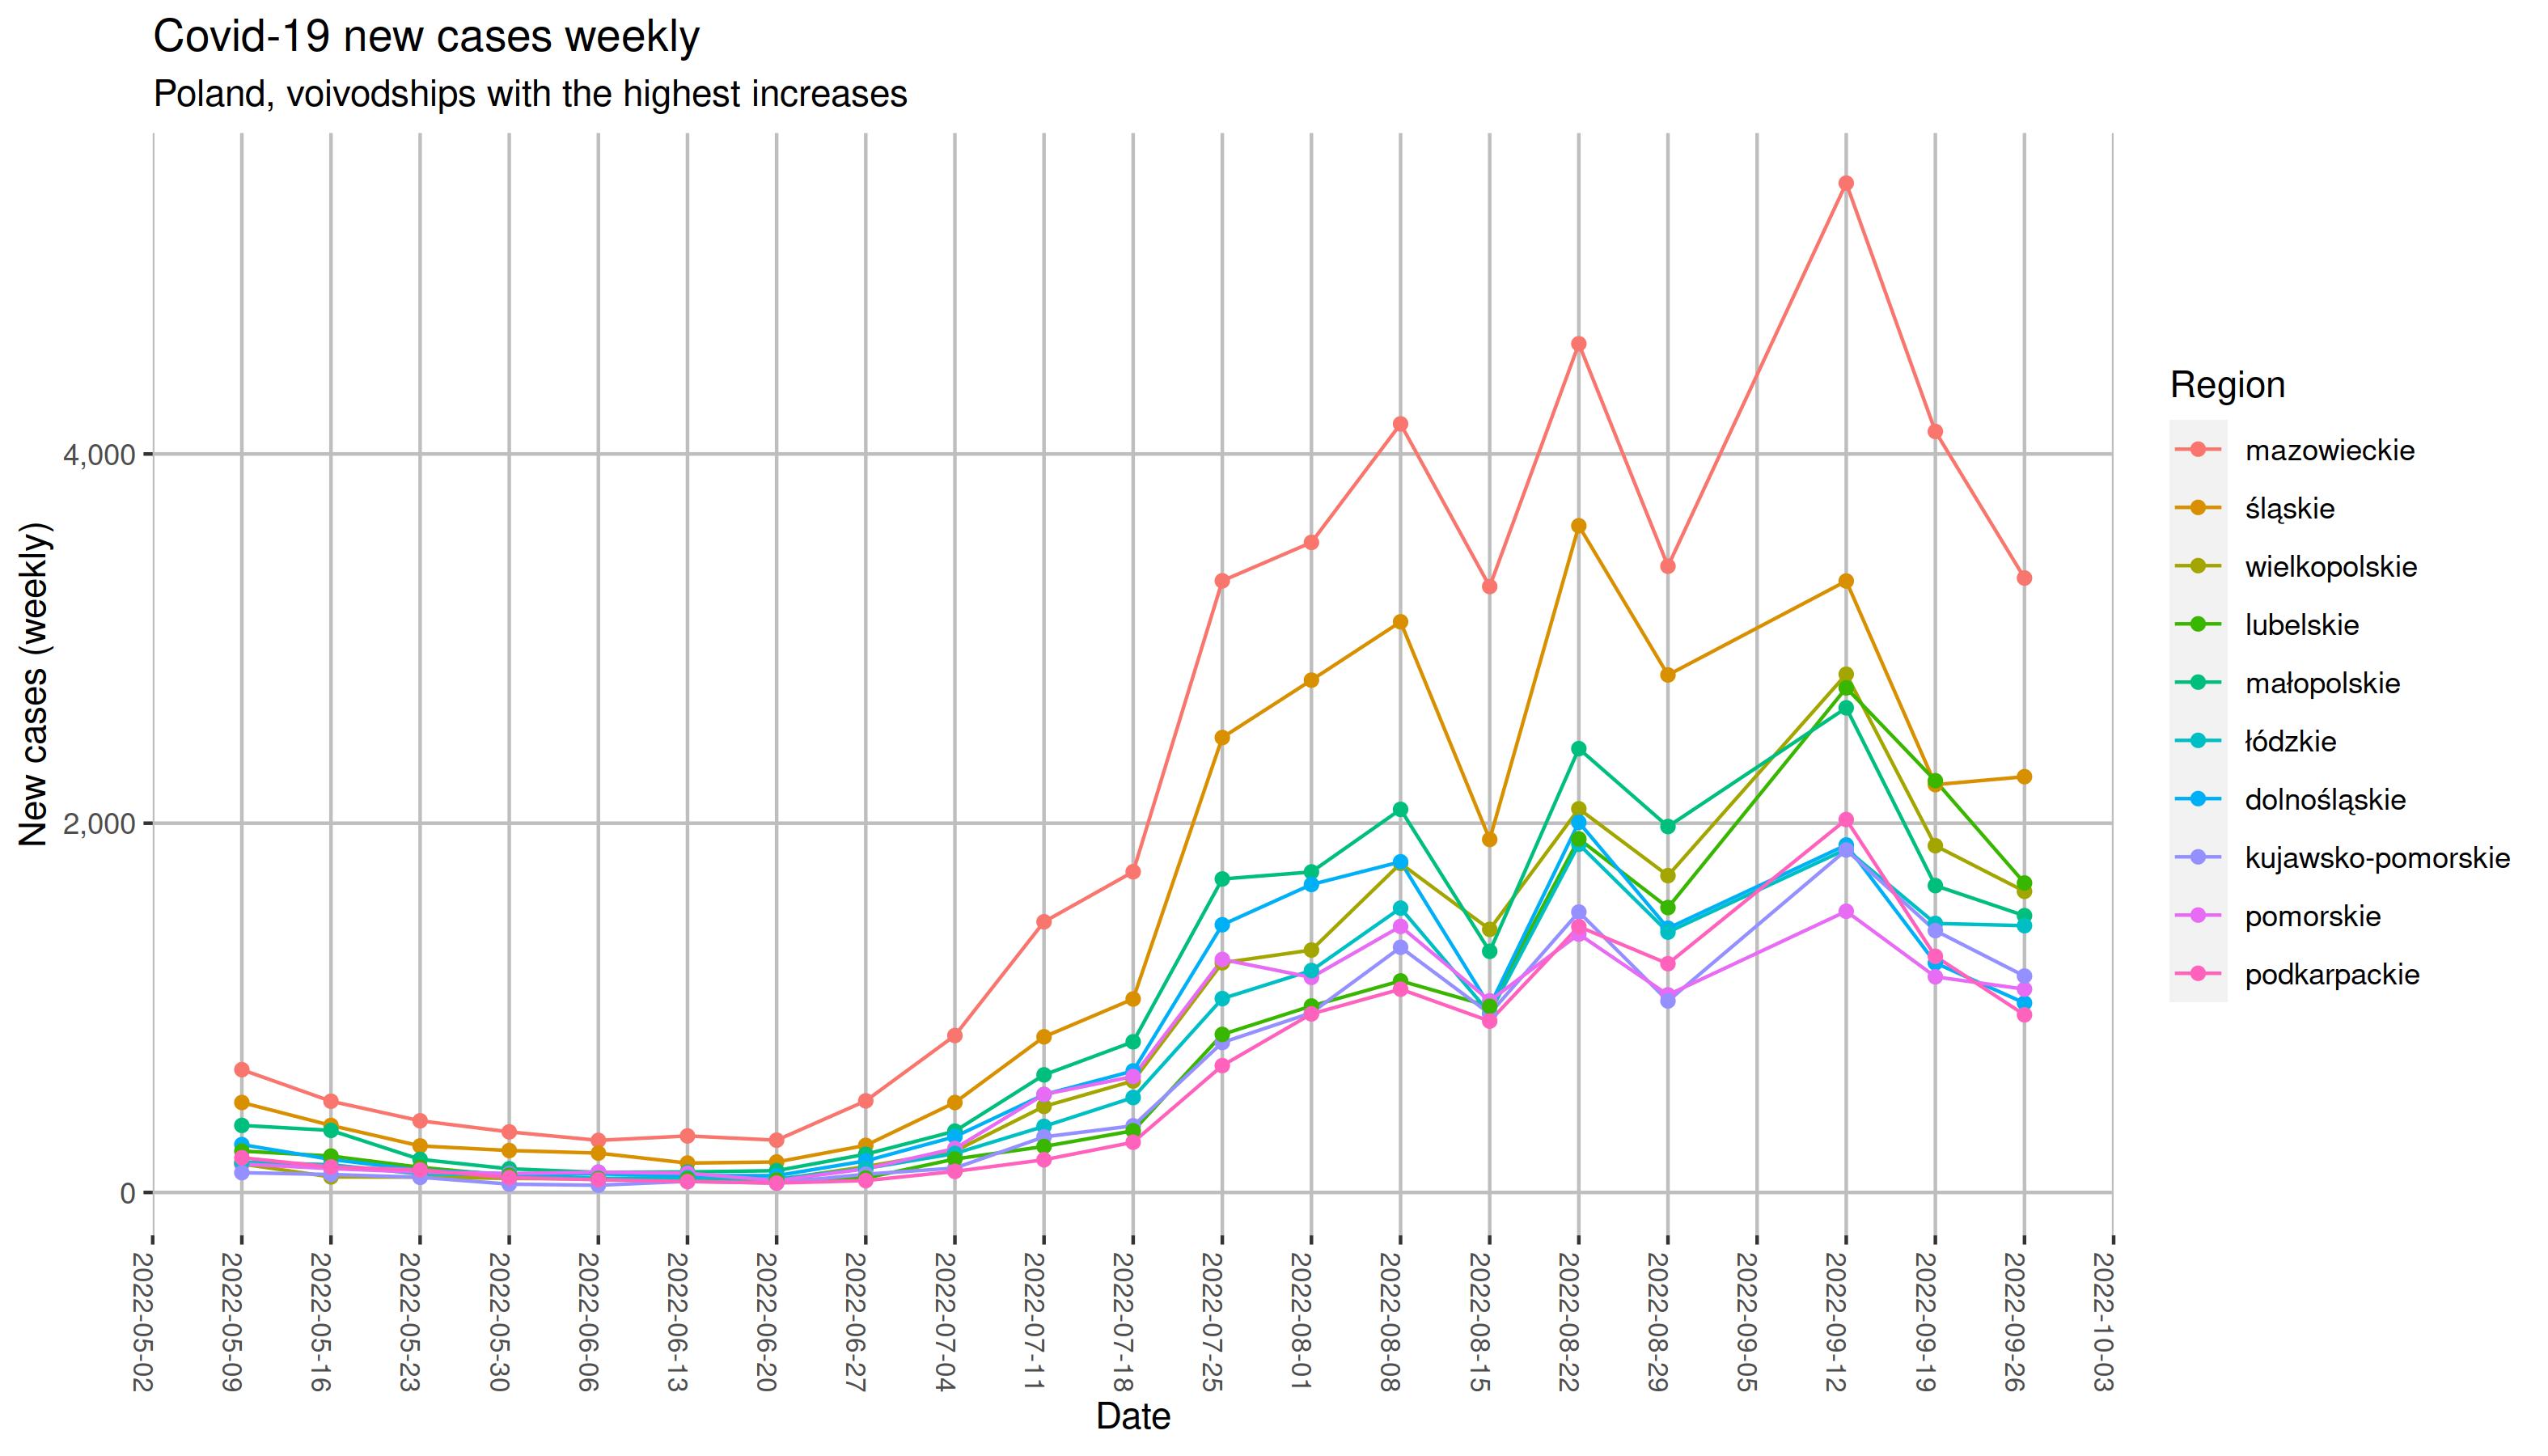 Covid-19 new cases weekly
Poland, voivodships with the highest increases
New cases (weekly)
4,000
2,000
0
2022-05-02
2022-05-09
2022-05-16
2022-05-23
2022-05-30
2022-06-06
2022-06-13
2022-06-20
2022-06-27
2022-07-04
2022-07-11
2022-07-18
2022-07-25
2022-08-01
2022-08-08
2022-08-15
2022-08-22
2022-08-29
2022-09-05
2022-09-12
2022-09-19
2022-09-26
2022-10-03
Date
Region
mazowieckie
śląskie
wielkopolskie
lubelskie
małopolskie
łódzkie
dolnośląskie
kujawsko-pomorskie
pomorskie
podkarpackie